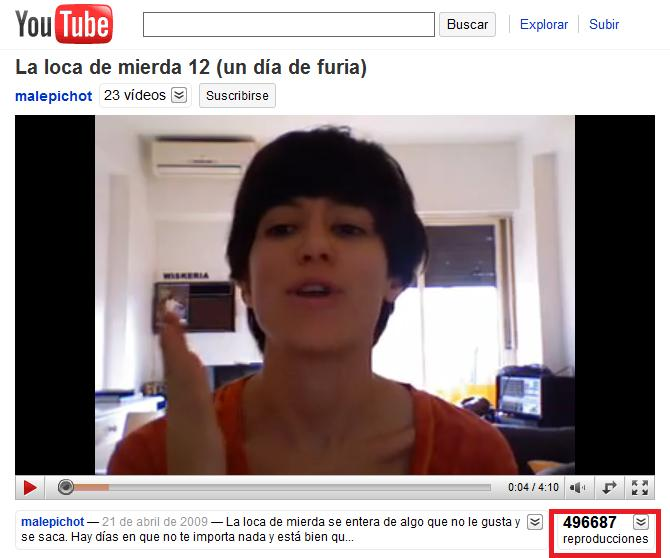 YouTube Buscar Explorar Subir
La loca de mierda 12 (un día de furia)
malepichot 23 vídeos Suscribirse
WISKERIA
0:04 / 4:10
malepichot — 21 de abril de 2009 — La loca de mierda se entera de algo que no le gusta y
se saca. Hay días en que no te importa nada y está bien qu...
496687
reproducciones